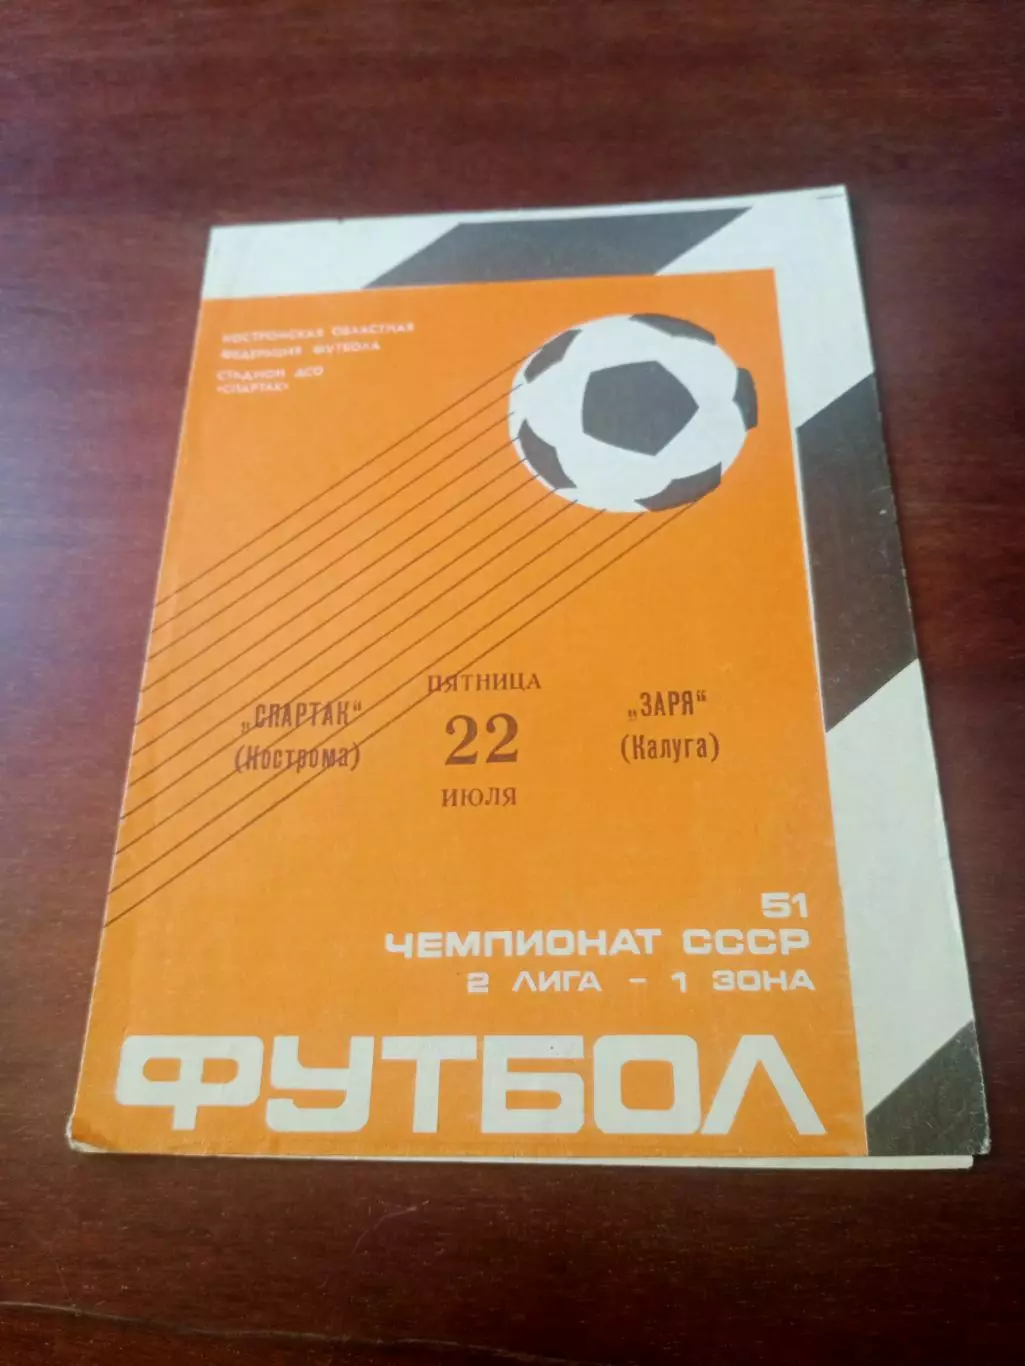 КОСТРОМСКАЯ ОБЛАСТНАЯ
ФЕДЕРАЦИЯ ФУТБОЛА
СТАДИОН ДСО
«СПАРТАК»
ПЯТНИЦА
„СПАРТАК“ 22 „ЗАРЯ“
(Кострома) (Калуга)
ИЮЛЯ
51
ЧЕМПИОНАТ СССР
2 ЛИГА - 1 ЗОНА
ФУТБОЛ